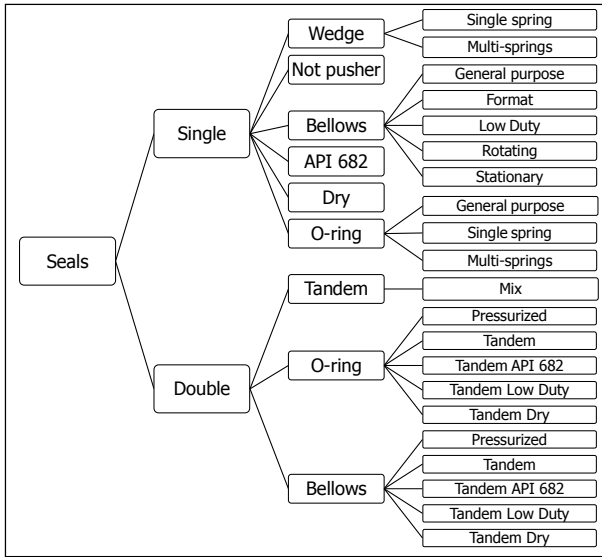 Seals
Single
Wedge
Single spring
Multi-springs
Not pusher
Bellows
General purpose
Format
Low Duty
Rotating
Stationary
API 682
Dry
O-ring
General purpose
Single spring
Multi-springs
Double
Tandem
Mix
O-ring
Pressurized
Tandem
Tandem API 682
Tandem Low Duty
Tandem Dry
Bellows
Pressurized
Tandem
Tandem API 682
Tandem Low Duty
Tandem Dry